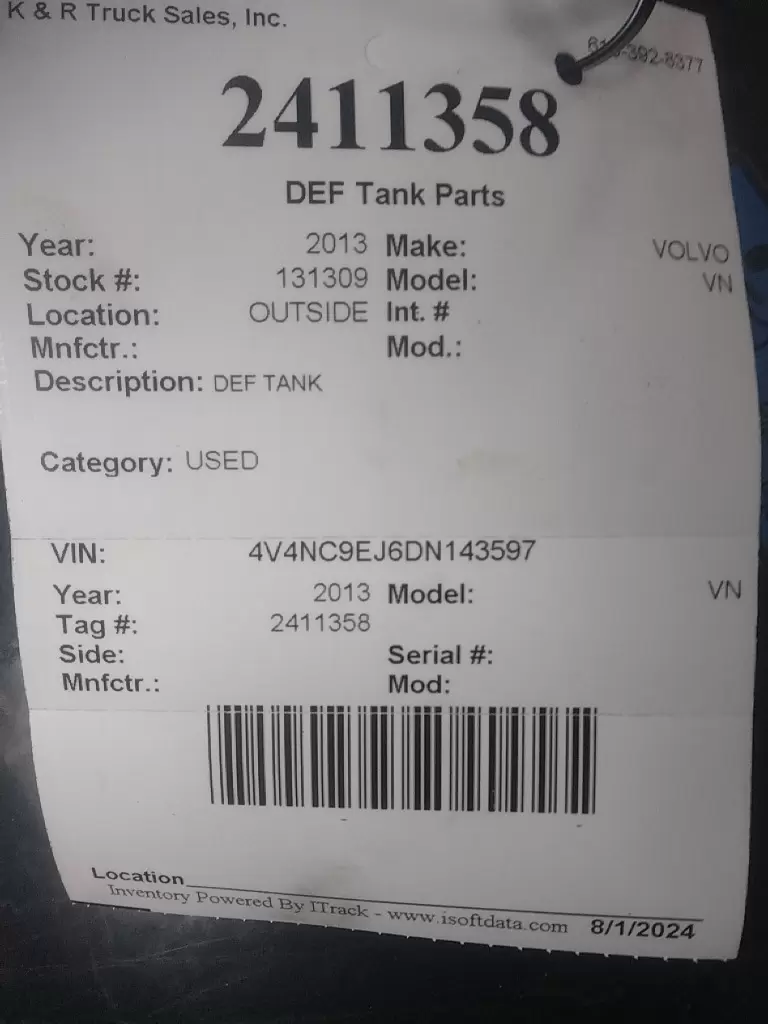 K & R Truck Sales, Inc.
2411358
DEF Tank Parts
Year: 2013 Make: VOLVO
Stock #: 131309 Model: VN
Location: OUTSIDE Int. #
Mnfctr.: Mod.:
Description: DEF TANK
Category: USED
VIN: 4V4NC9EJ6DN143597
Year: 2013 Model: VN
Tag #: 2411358
Side: Serial #:
Mnfctr.: Mod:
Location
Inventory Powered By ITrack - www.isoftdata.com 8/1/2024